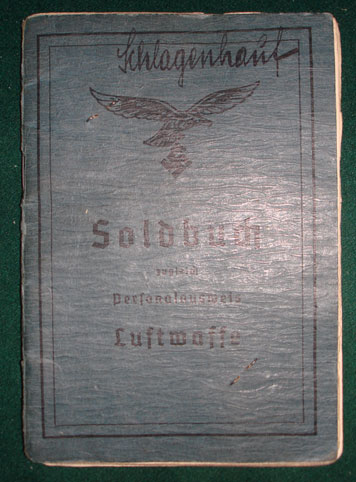 Schlagenhauf
Soldbuch
zugleich
Personalausweis
Luftwaffe